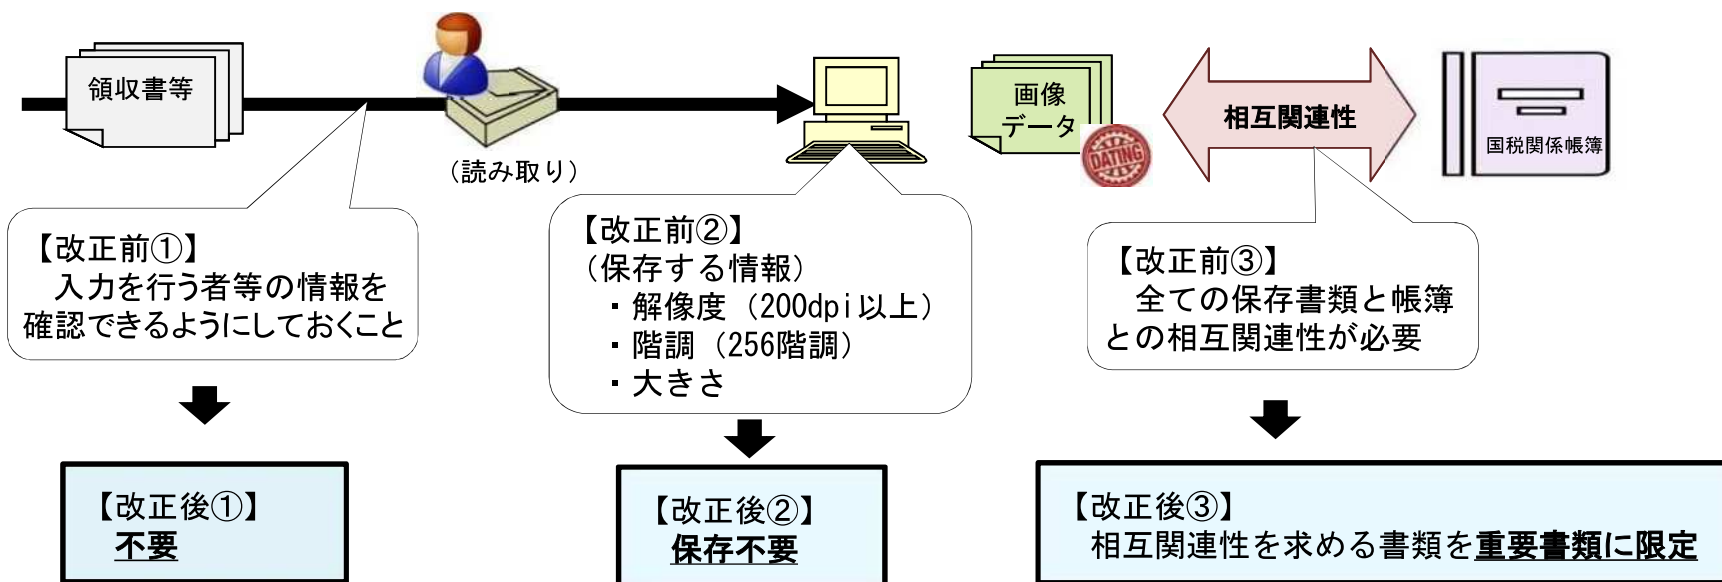 領収書等
(読み取り)
画像
データ
DATING
相互関連性
国税関係帳簿
【改正前①】
入力を行う者等の情報を
確認できるようにしておくこと
【改正前②】
(保存する情報)
・解像度(200dpi以上)
・階調(256階調)
・大きさ
【改正前③】
全ての保存書類と帳簿
との相互関連性が必要
【改正後①】
不要
【改正後②】
保存不要
【改正後③】
相互関連性を求める書類を重要書類に限定